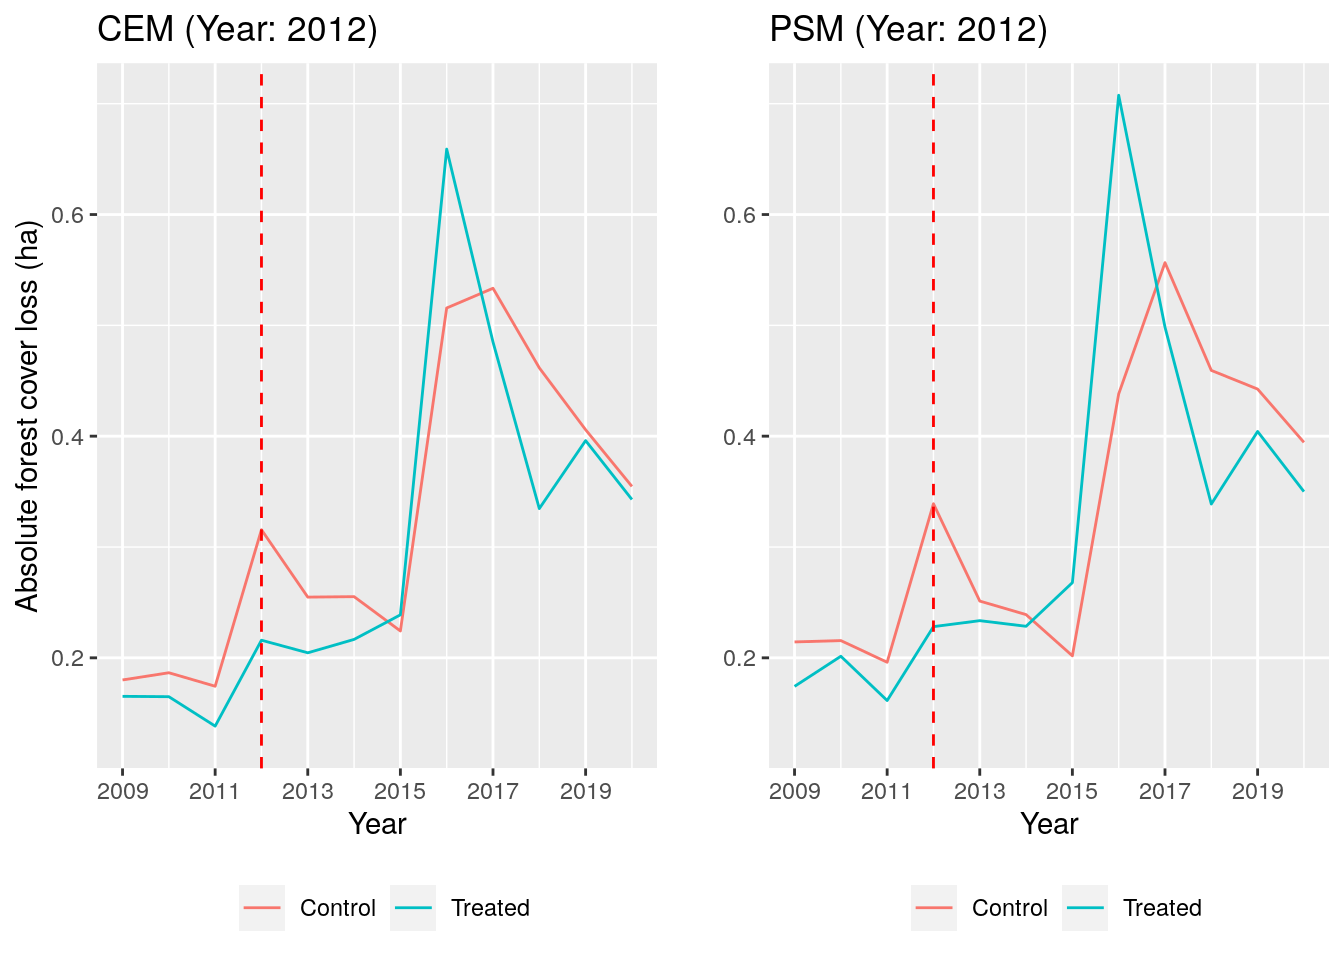 CEM (Year: 2012)
Absolute forest cover loss (ha)
0.6
0.4
0.2
2009 2011 2013 2015 2017 2019
Year
Control Treated
PSM (Year: 2012)
0.6
0.4
0.2
2009 2011 2013 2015 2017 2019
Year
Control Treated